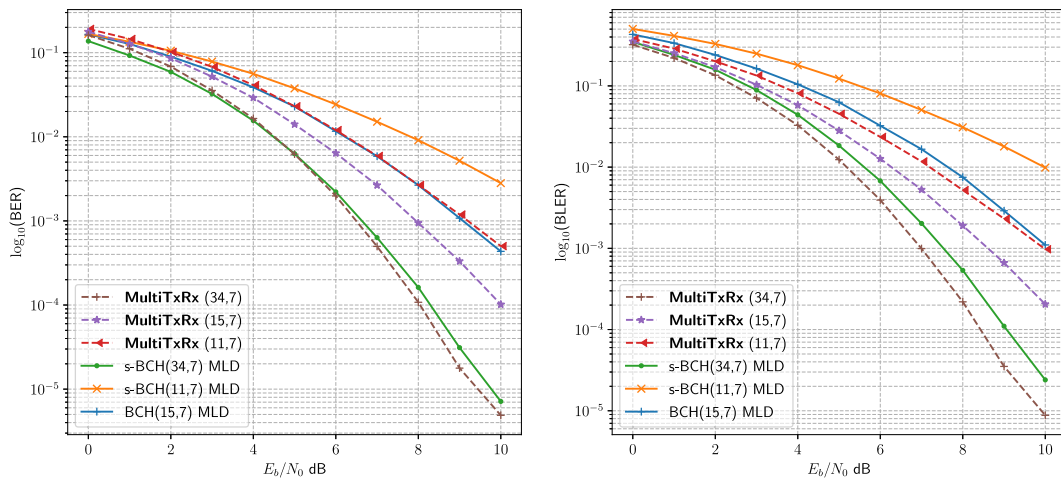 log₁₀(BER)
10⁻¹
10⁻²
10⁻³
10⁻⁴
10⁻⁵
MultiTxRx (34,7)
MultiTxRx (15,7)
MultiTxRx (11,7)
s-BCH(34,7) MLD
s-BCH(11,7) MLD
BCH(15,7) MLD
0 2 4 6 8 10
E_b/N_0 dB
log₁₀(BLER)
10⁻¹
10⁻²
10⁻³
10⁻⁴
10⁻⁵
MultiTxRx (34,7)
MultiTxRx (15,7)
MultiTxRx (11,7)
s-BCH(34,7) MLD
s-BCH(11,7) MLD
BCH(15,7) MLD
0 2 4 6 8 10
E_b/N_0 dB